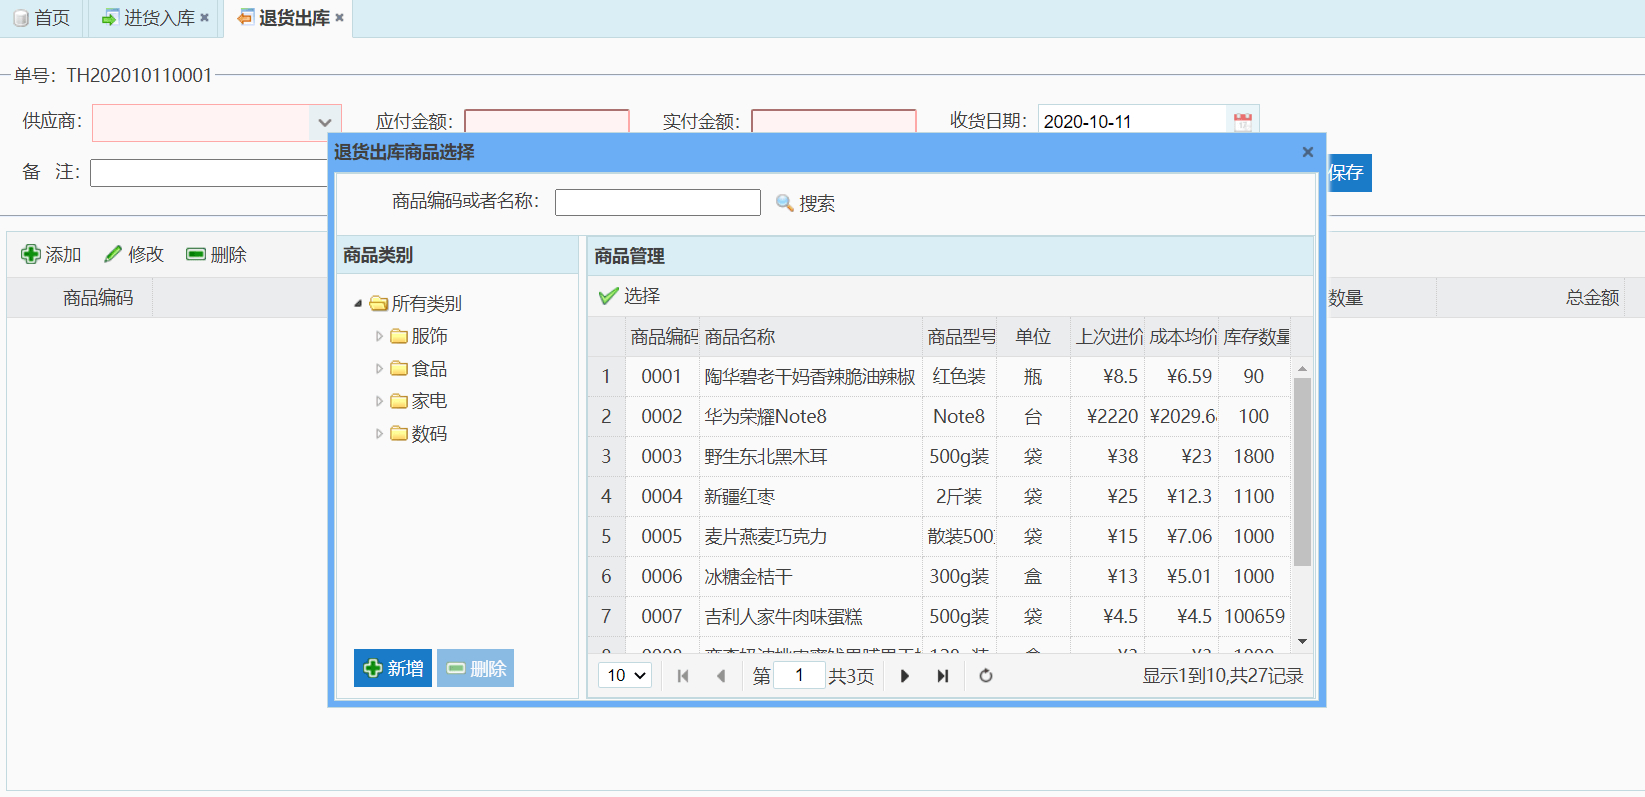 首页 进货入库 退货出库
单号：TH202010110001
供应商： 应付金额： 实付金额： 收货日期： 2020-10-11
备 注： 保存
退货出库商品选择
商品编码或者名称： 搜索
添加 修改 删除
商品编码 数量 总金额
商品类别
所有类别
服饰
食品
家电
数码
新增 删除
商品管理
选择
商品编码 商品名称 商品型号 单位 上次进价 成本均价 库存数量
1 0001 陶华碧老干妈香辣脆油辣椒 红色装 瓶 ¥8.5 ¥6.59 90
2 0002 华为荣耀Note8 Note8 台 ¥2220 ¥2029.6 100
3 0003 野生东北黑木耳 500g装 袋 ¥38 ¥23 1800
4 0004 新疆红枣 2斤装 袋 ¥25 ¥12.3 1100
5 0005 麦片燕麦巧克力 散装500 袋 ¥15 ¥7.06 1000
6 0006 冰糖金桔干 300g装 盒 ¥13 ¥5.01 1000
7 0007 吉利人家牛肉味蛋糕 500g装 袋 ¥4.5 ¥4.5 100659
10 第 1 共3页 显示1到10,共27记录